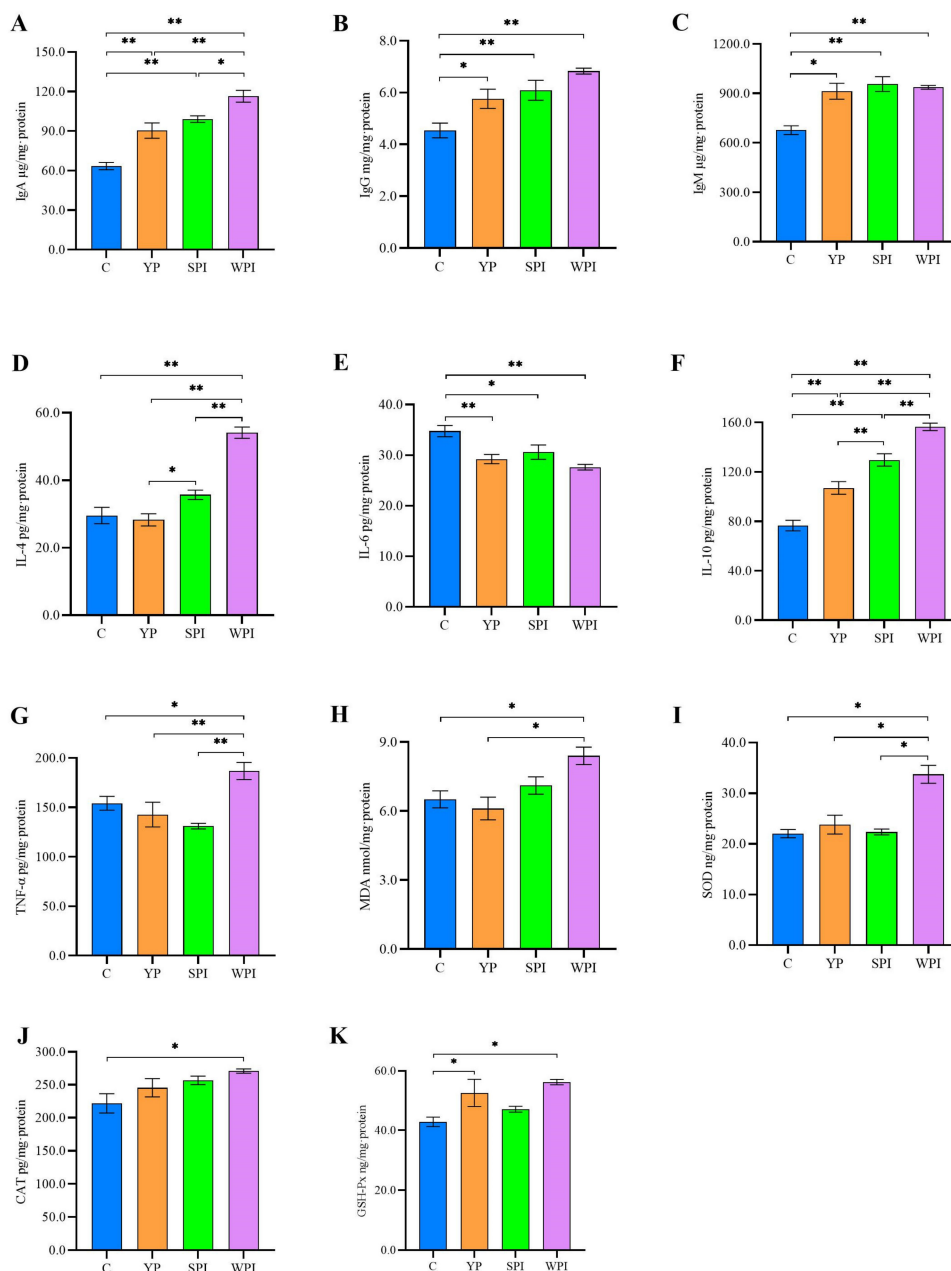 A
IgA µg/mg·protein
150.0
120.0
90.0
60.0
30.0
0.0
** ** ** ** *
C YP SPI WPI
B
IgG mg/mg·protein
8.0
6.0
4.0
2.0
0.0
** ** *
C YP SPI WPI
C
IgM µg/mg·protein
1200.0
900.0
600.0
300.0
0.0
** ** *
C YP SPI WPI
D
IL-4 pg/mg·protein
60.0
40.0
20.0
0.0
** ** ** *
C YP SPI WPI
E
IL-6 pg/mg·protein
40.0
30.0
20.0
10.0
0.0
** * **
C YP SPI WPI
F
IL-10 pg/mg·protein
160.0
120.0
80.0
40.0
0.0
** ** ** ** ** **
C YP SPI WPI
G
TNF-α pg/mg·protein
200.0
150.0
100.0
50.0
0.0
* ** **
C YP SPI WPI
H
MDA nmol/mg·protein
9.0
6.0
3.0
0.0
* *
C YP SPI WPI
I
SOD ng/mg·protein
40.0
30.0
20.0
10.0
0.0
* * *
C YP SPI WPI
J
CAT pg/mg·protein
300.0
250.0
200.0
150.0
100.0
50.0
0.0
*
C YP SPI WPI
K
GSH-Px ng/mg·protein
60.0
40.0
20.0
0.0
* *
C YP SPI WPI